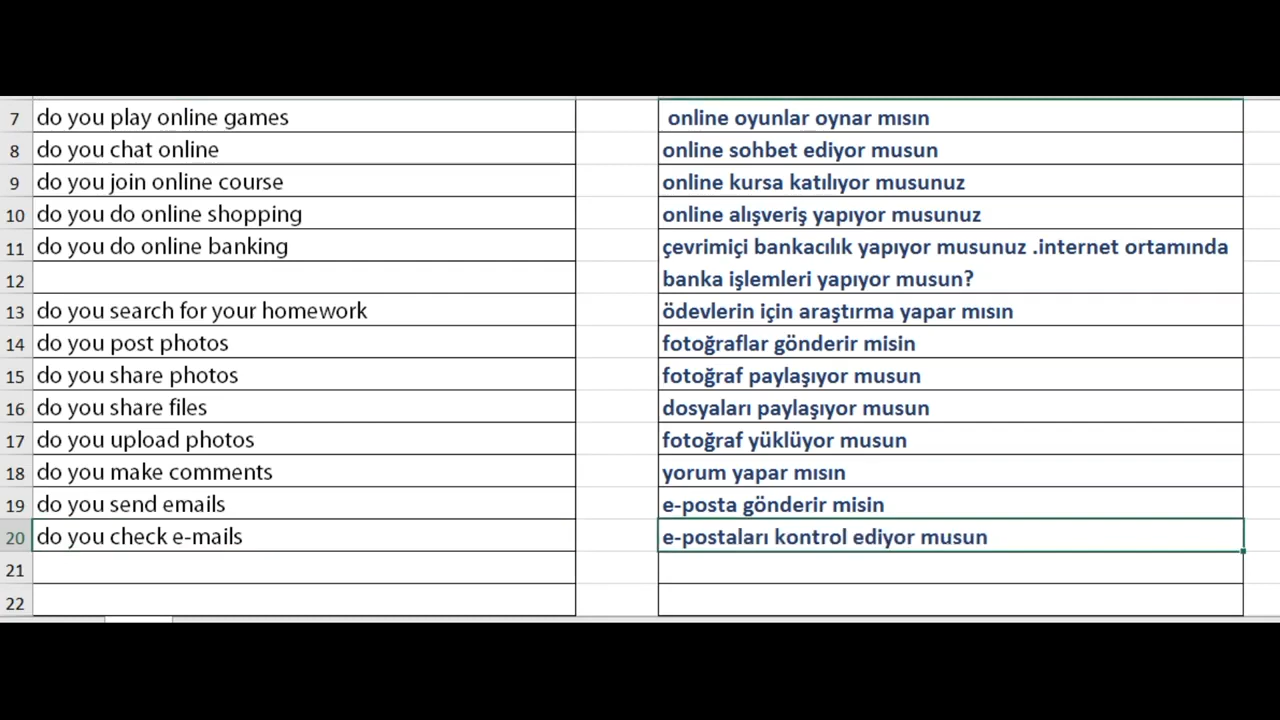 7 do you play online games online oyunlar oynar mısın
8 do you chat online online sohbet ediyor musun
9 do you join online course online kursa katılıyor musunuz
10 do you do online shopping online alışveriş yapıyor musunuz
11 do you do online banking çevrimiçi bankacılık yapıyor musunuz .internet ortamında
12 banka işlemleri yapıyor musun?
13 do you search for your homework ödevlerin için araştırma yapar mısın
14 do you post photos fotoğraflar gönderir misin
15 do you share photos fotoğraf paylaşıyor musun
16 do you share files dosyaları paylaşıyor musun
17 do you upload photos fotoğraf yüklüyor musun
18 do you make comments yorum yapar mısın
19 do you send emails e-posta gönderir misin
20 do you check e-mails e-postaları kontrol ediyor musun
21
22